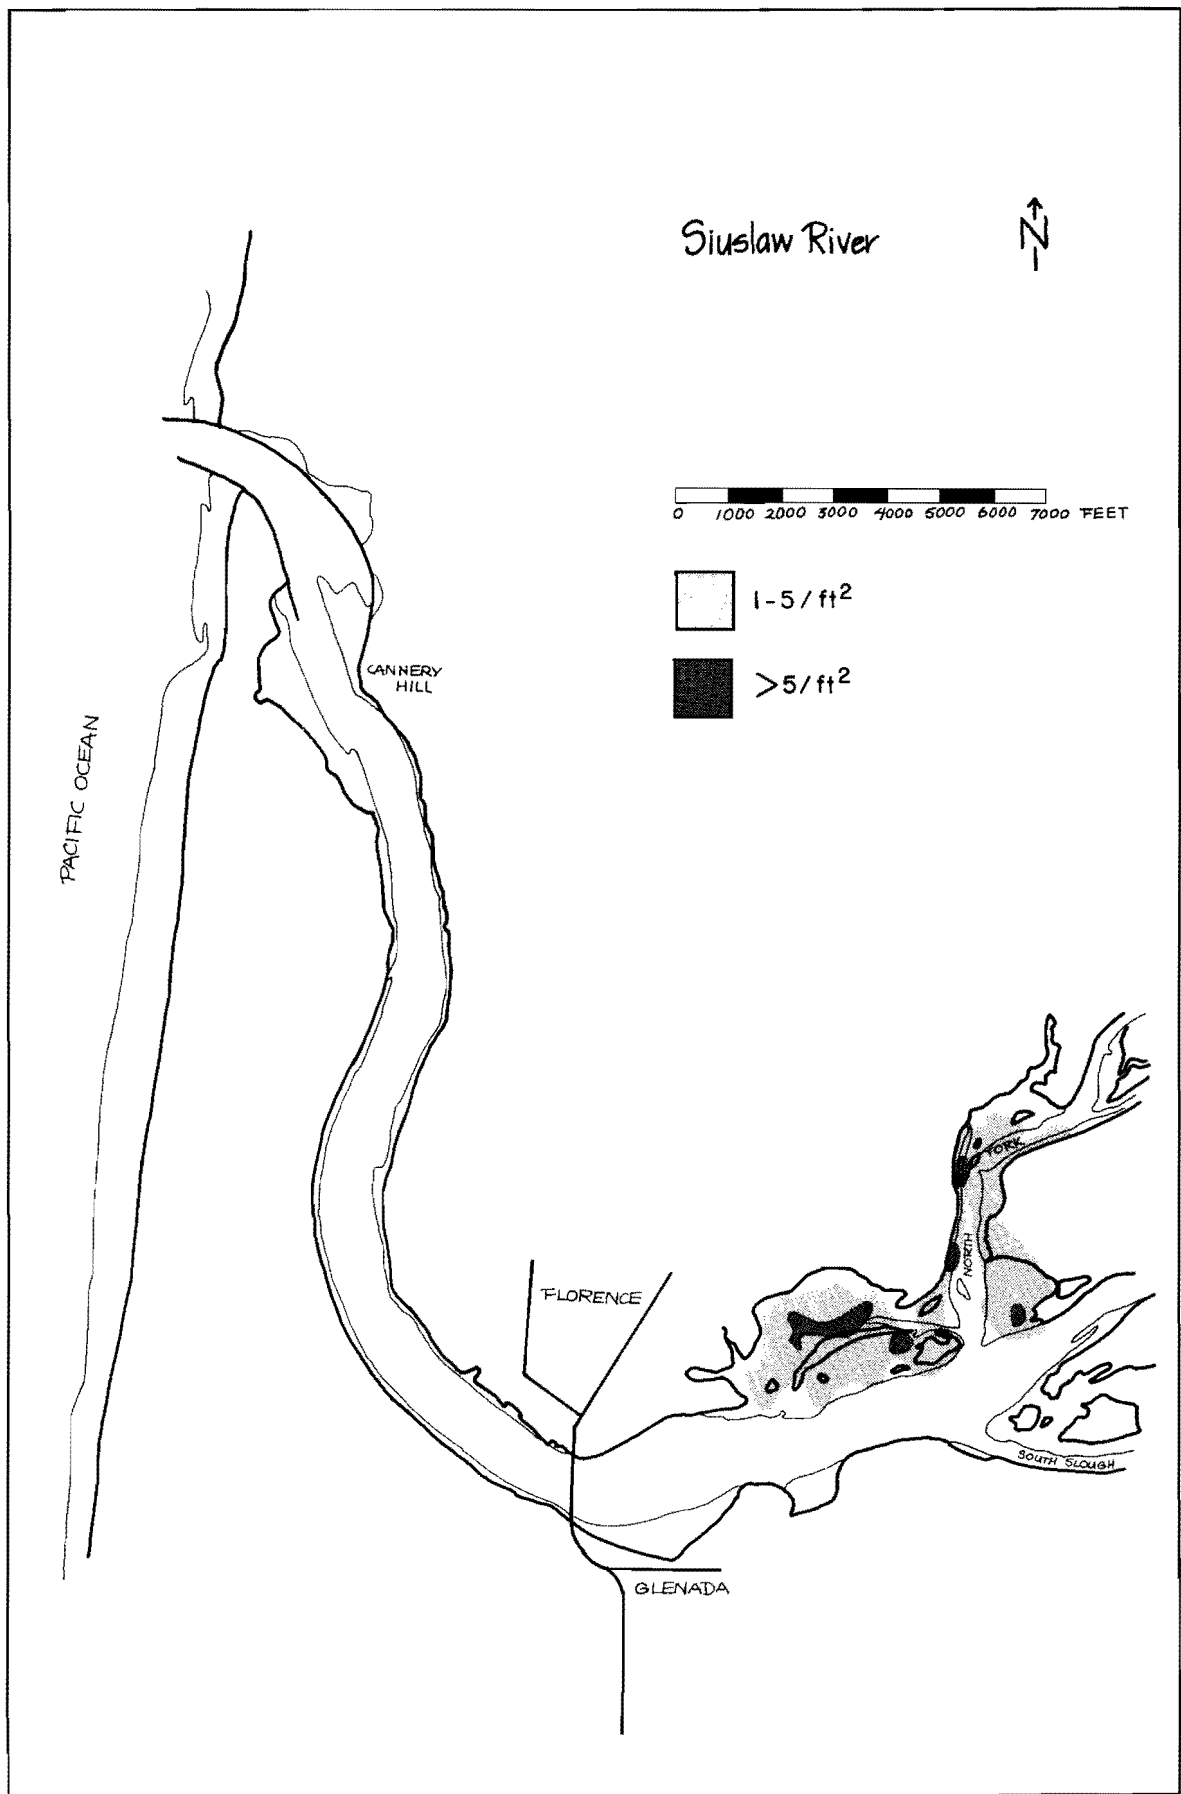 Siuslaw River
N
0 1000 2000 3000 4000 5000 6000 7000 FEET
1-5/ft²
>5/ft²
CANNERY
HILL
PACIFIC OCEAN
FORK
NORTH
FLORENCE
SOUTH SLOUGH
GLENADA